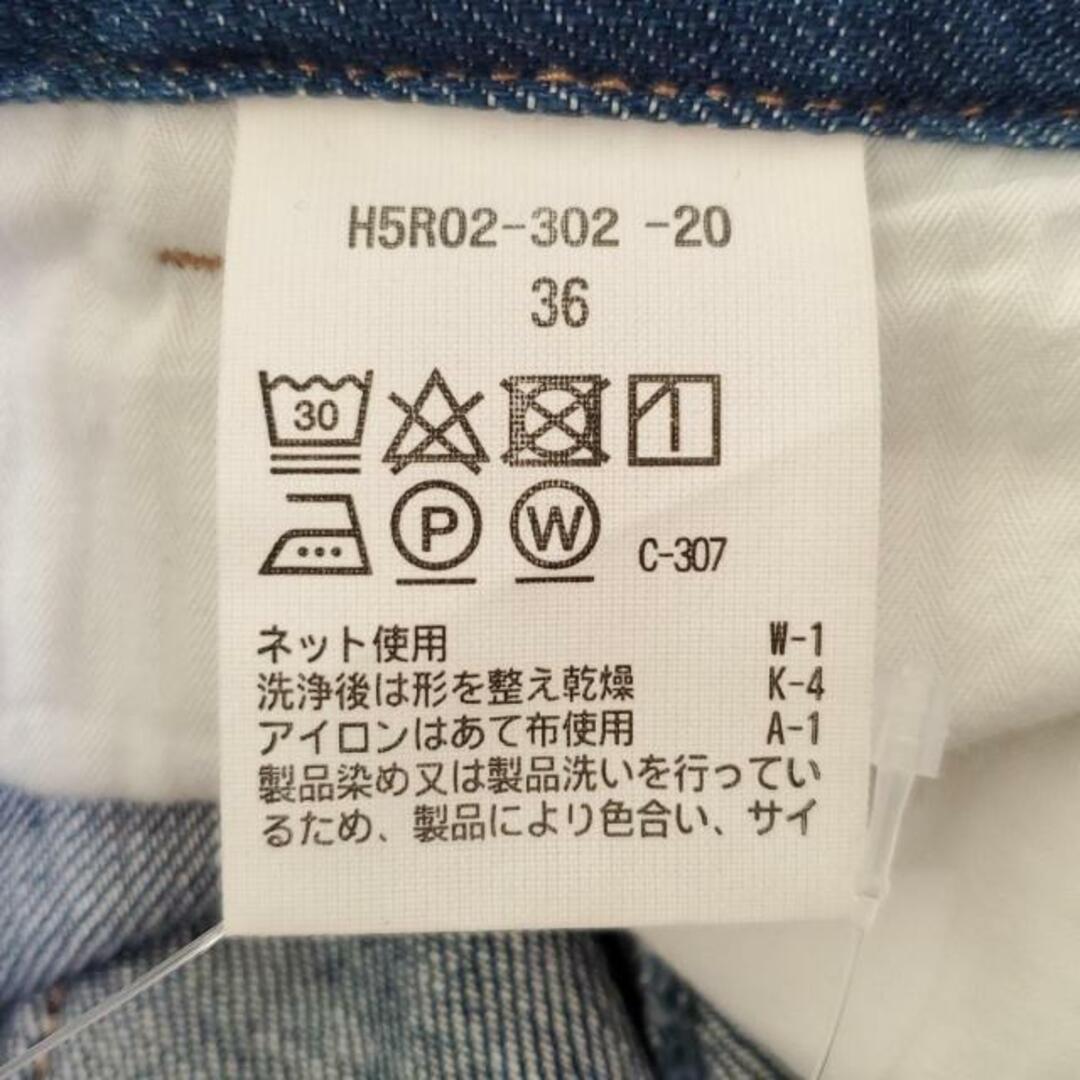 H5R02-302 -20
36
30
P W C-307
ネット使用 W-1
洗浄後は形を整え乾燥 K-4
アイロンはあて布使用 A-1
製品染め又は製品洗いを行ってい
るため、製品により色合い、サイ